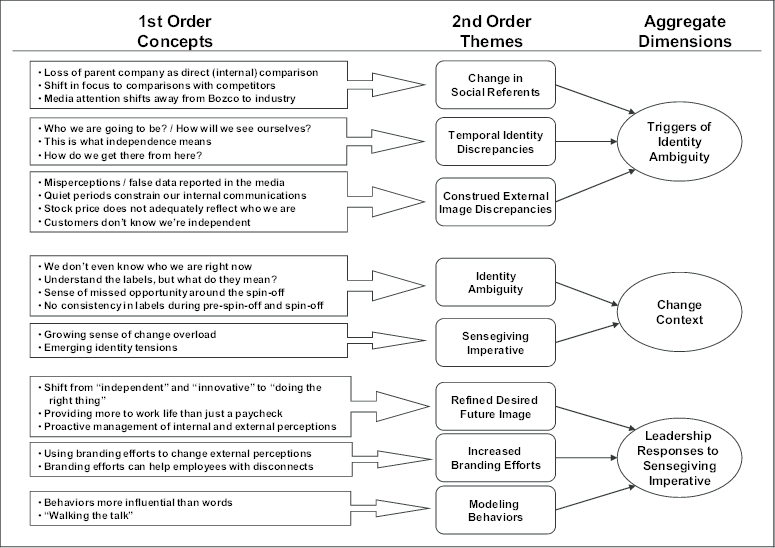 1st Order
Concepts
2nd Order
Themes
Aggregate
Dimensions
• Loss of parent company as direct (internal) comparison
• Shift in focus to comparisons with competitors
• Media attention shifts away from Bozco to industry
Change in
Social Referents
• Who we are going to be? / How will we see ourselves?
• This is what independence means
• How do we get there from here?
Temporal Identity
Discrepancies
Triggers of
Identity
Ambiguity
• Misperceptions / false data reported in the media
• Quiet periods constrain our internal communications
• Stock price does not adequately reflect who we are
• Customers don't know we're independent
Construed External
Image Discrepancies
• We don't even know who we are right now
• Understand the labels, but what do they mean?
• Sense of missed opportunity around the spin-off
• No consistency in labels during pre-spin-off and spin-off
Identity
Ambiguity
Change
Context
• Growing sense of change overload
• Emerging identity tensions
Sensegiving
Imperative
• Shift from “independent” and “innovative” to “doing the
right thing”
• Providing more to work life than just a paycheck
• Proactive management of internal and external perceptions
Refined Desired
Future Image
• Using branding efforts to change external perceptions
• Branding efforts can help employees with disconnects
Increased
Branding Efforts
Leadership
Responses to
Sensegiving
Imperative
• Behaviors more influential than words
• “Walking the talk”
Modeling
Behaviors